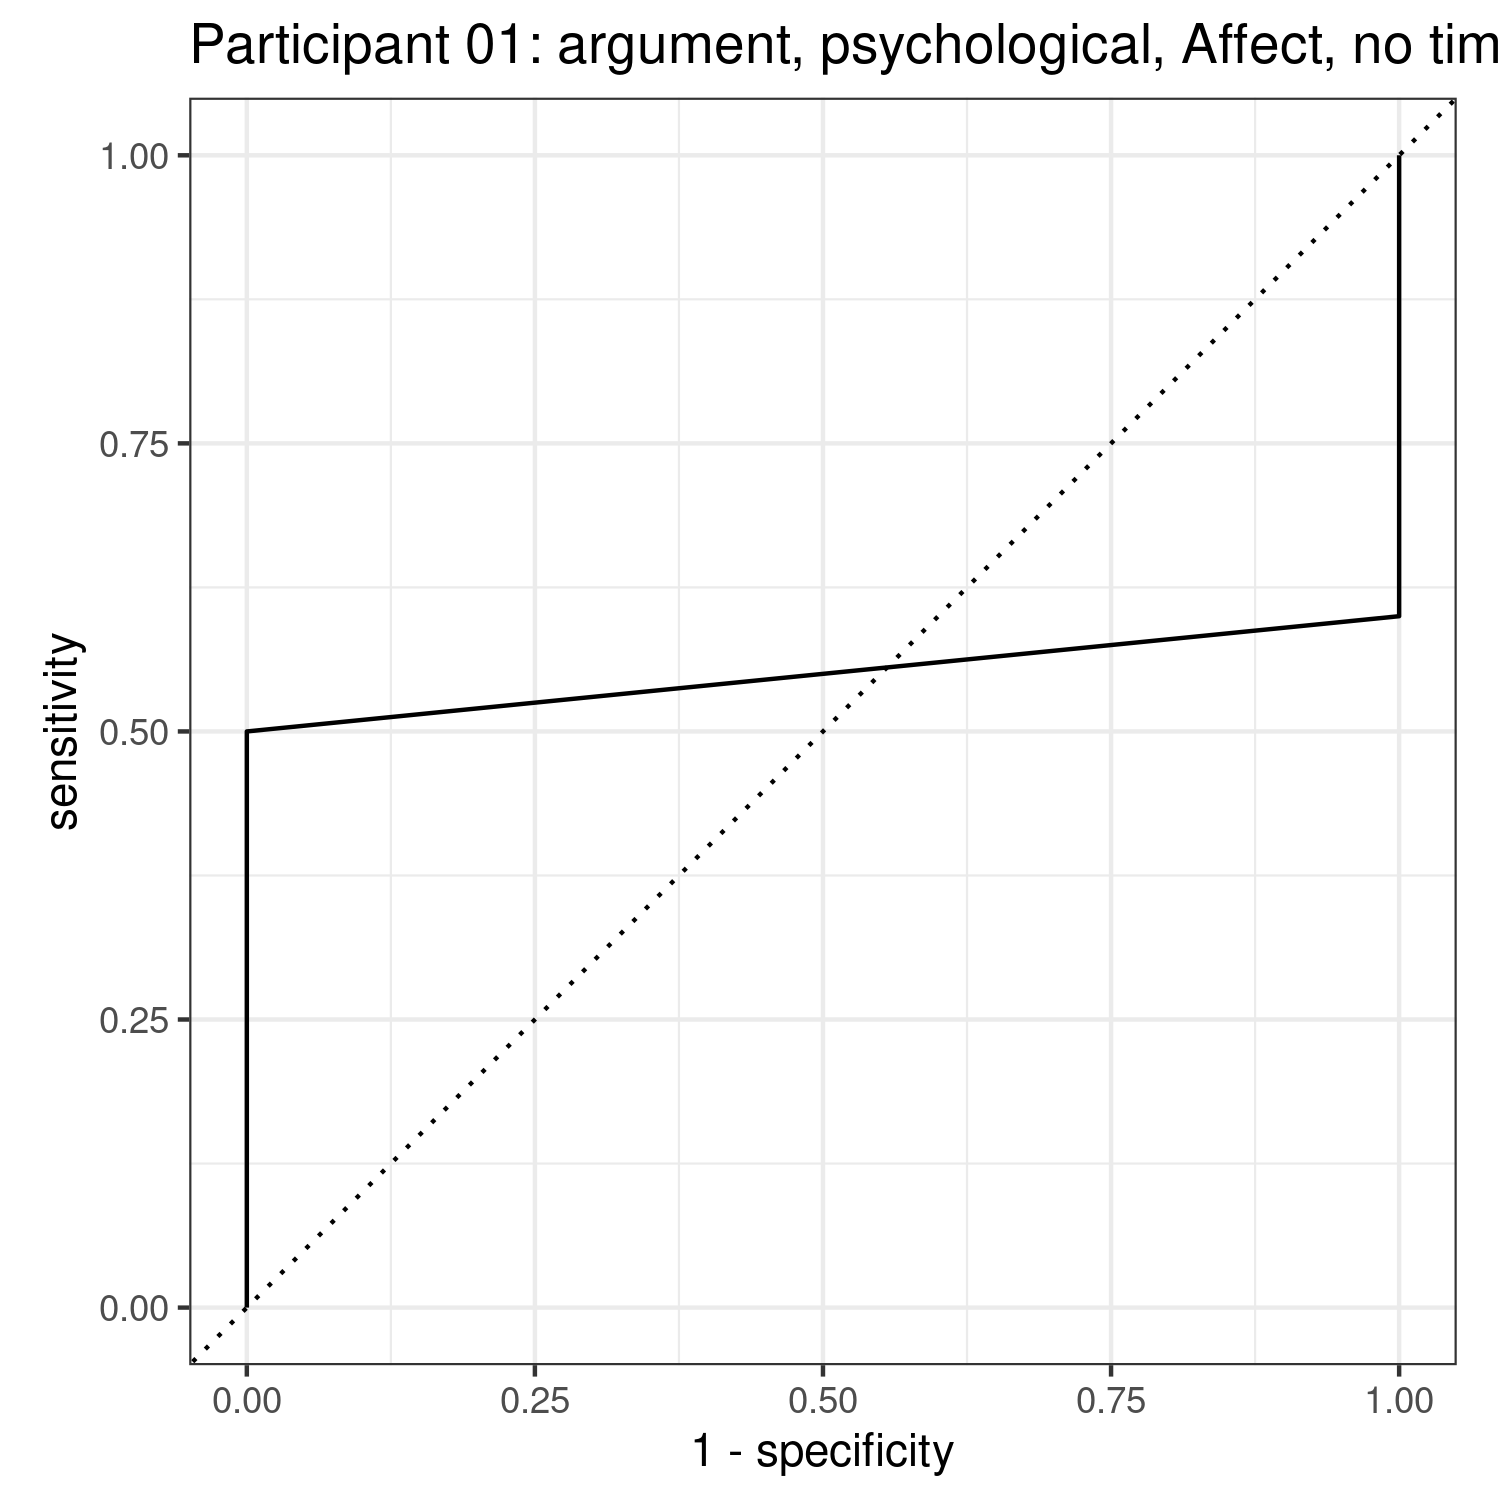 Participant 01: argument, psychological, Affect, no tim
1.00
0.75
0.50
0.25
0.00
sensitivity
0.00 0.25 0.50 0.75 1.00
1 - specificity